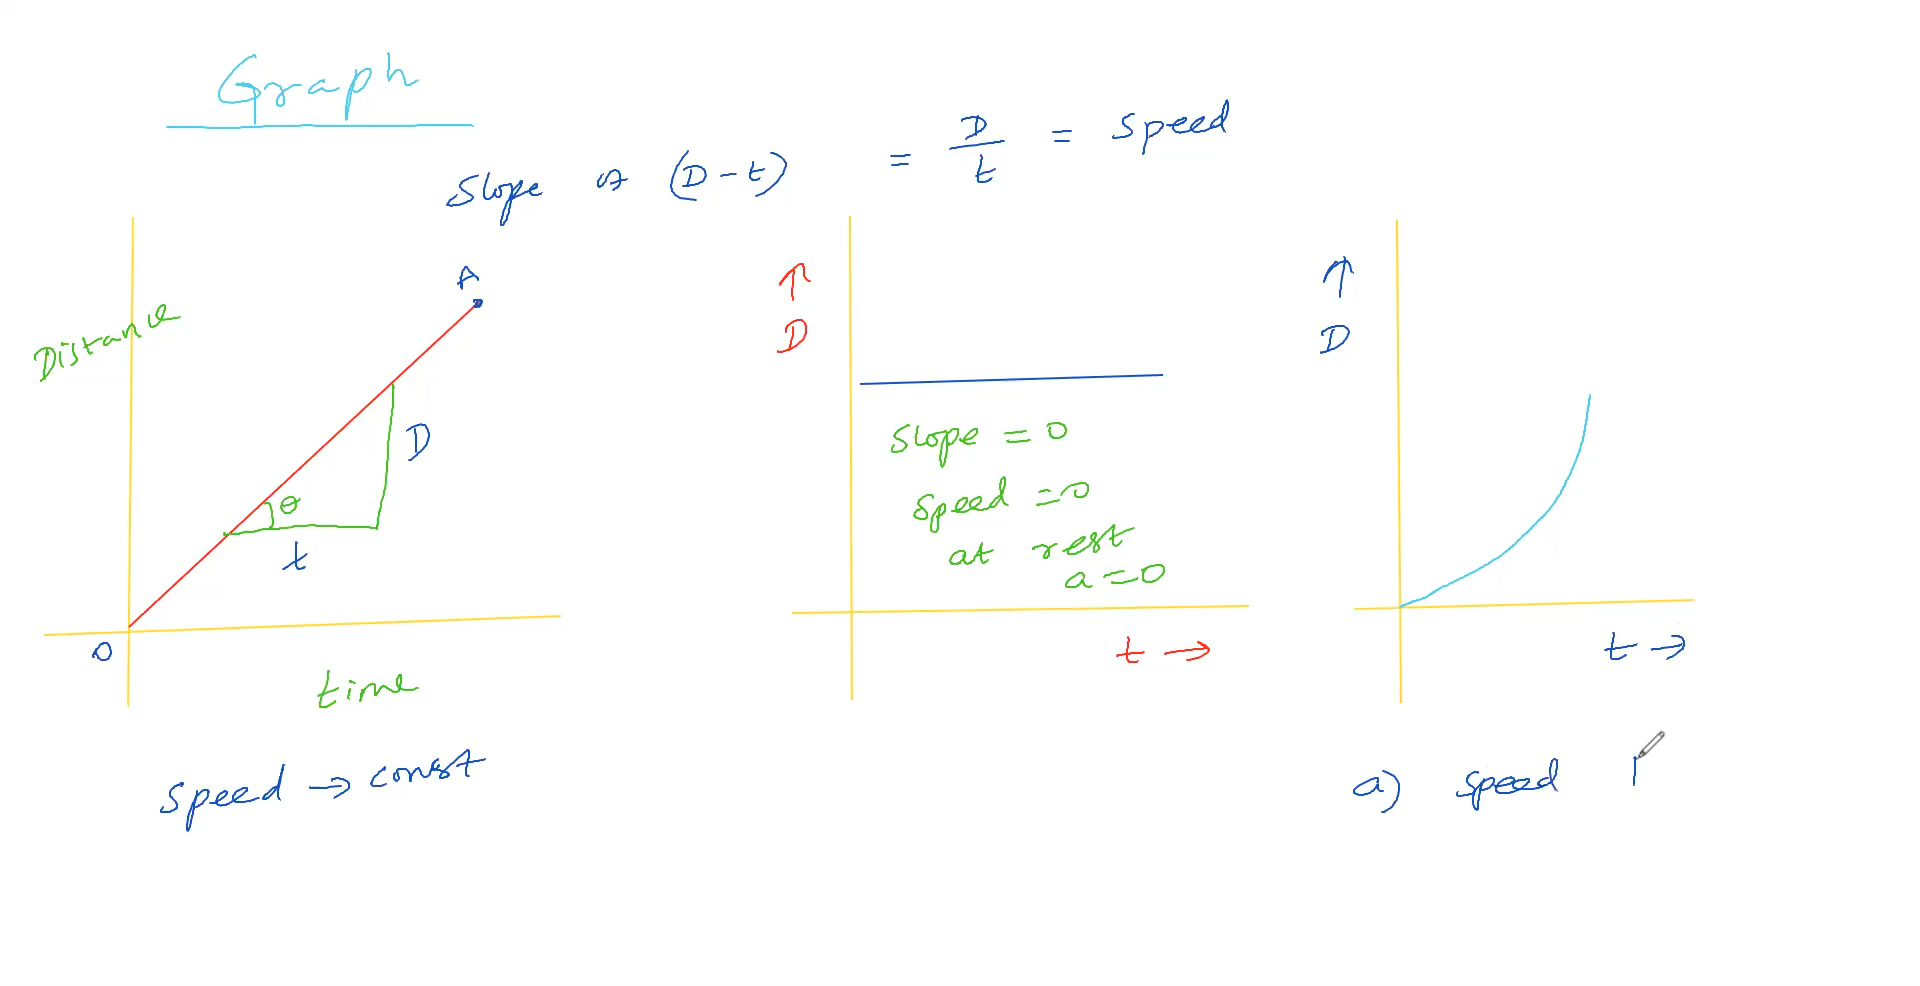 Graph
Slope of (D-t) = D/t = Speed
A
Distance
D
θ
t
O
time
Speed → const
↑
D
Slope = 0
Speed = 0
at rest
a = 0
t →
↑
D
t →
a) Speed